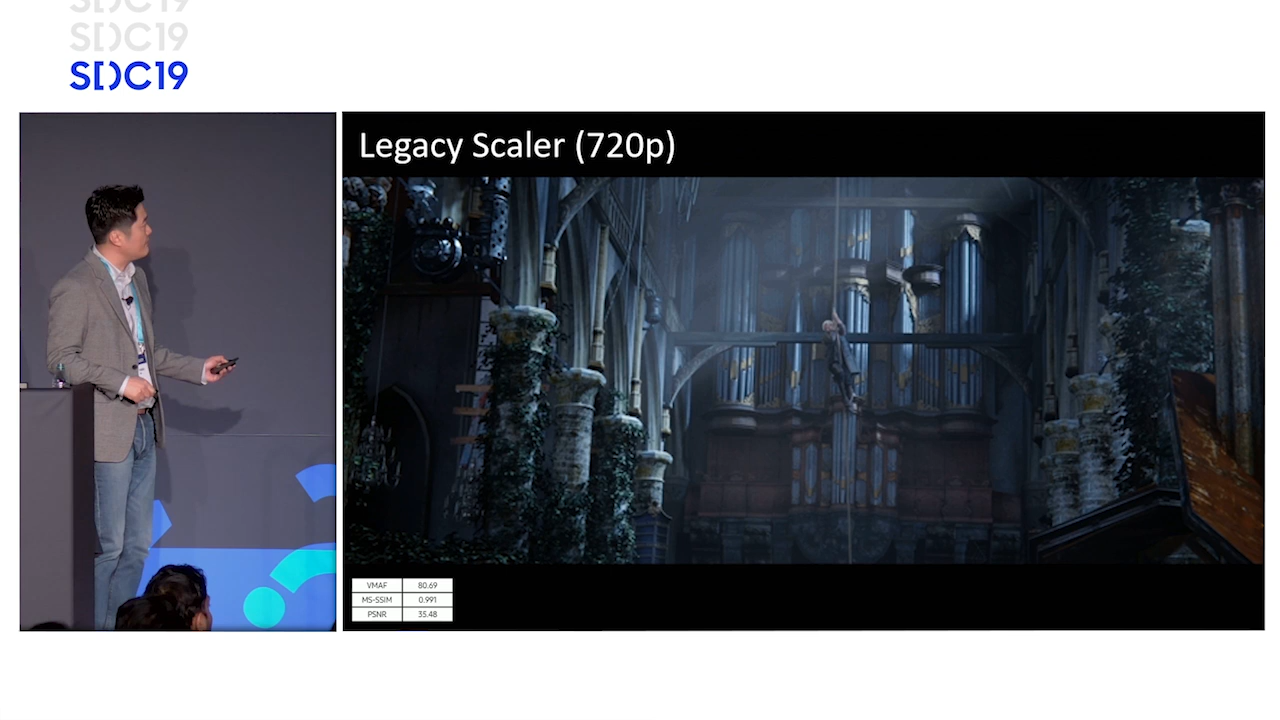 SDC19
SDC19
SDC19
Legacy Scaler (720p)
VMAF 80.69
MS-SSIM 0.991
PSNR 35.48